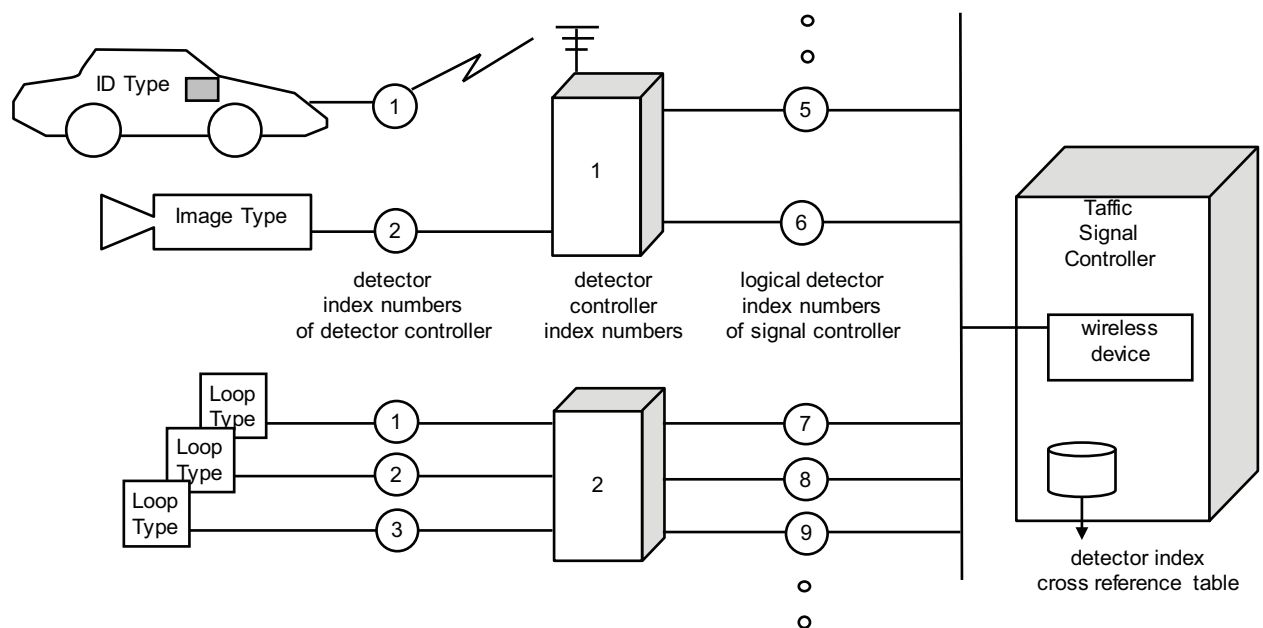 ID Type
1
5
1
Image Type
2
6
detector
index numbers
of detector controller
detector
controller
index numbers
logical detector
index numbers
of signal controller
Taffic
Signal
Controller
wireless
device
Loop
Type
1
7
Loop
Type
2
2
8
Loop
Type
3
9
detector index
cross reference table